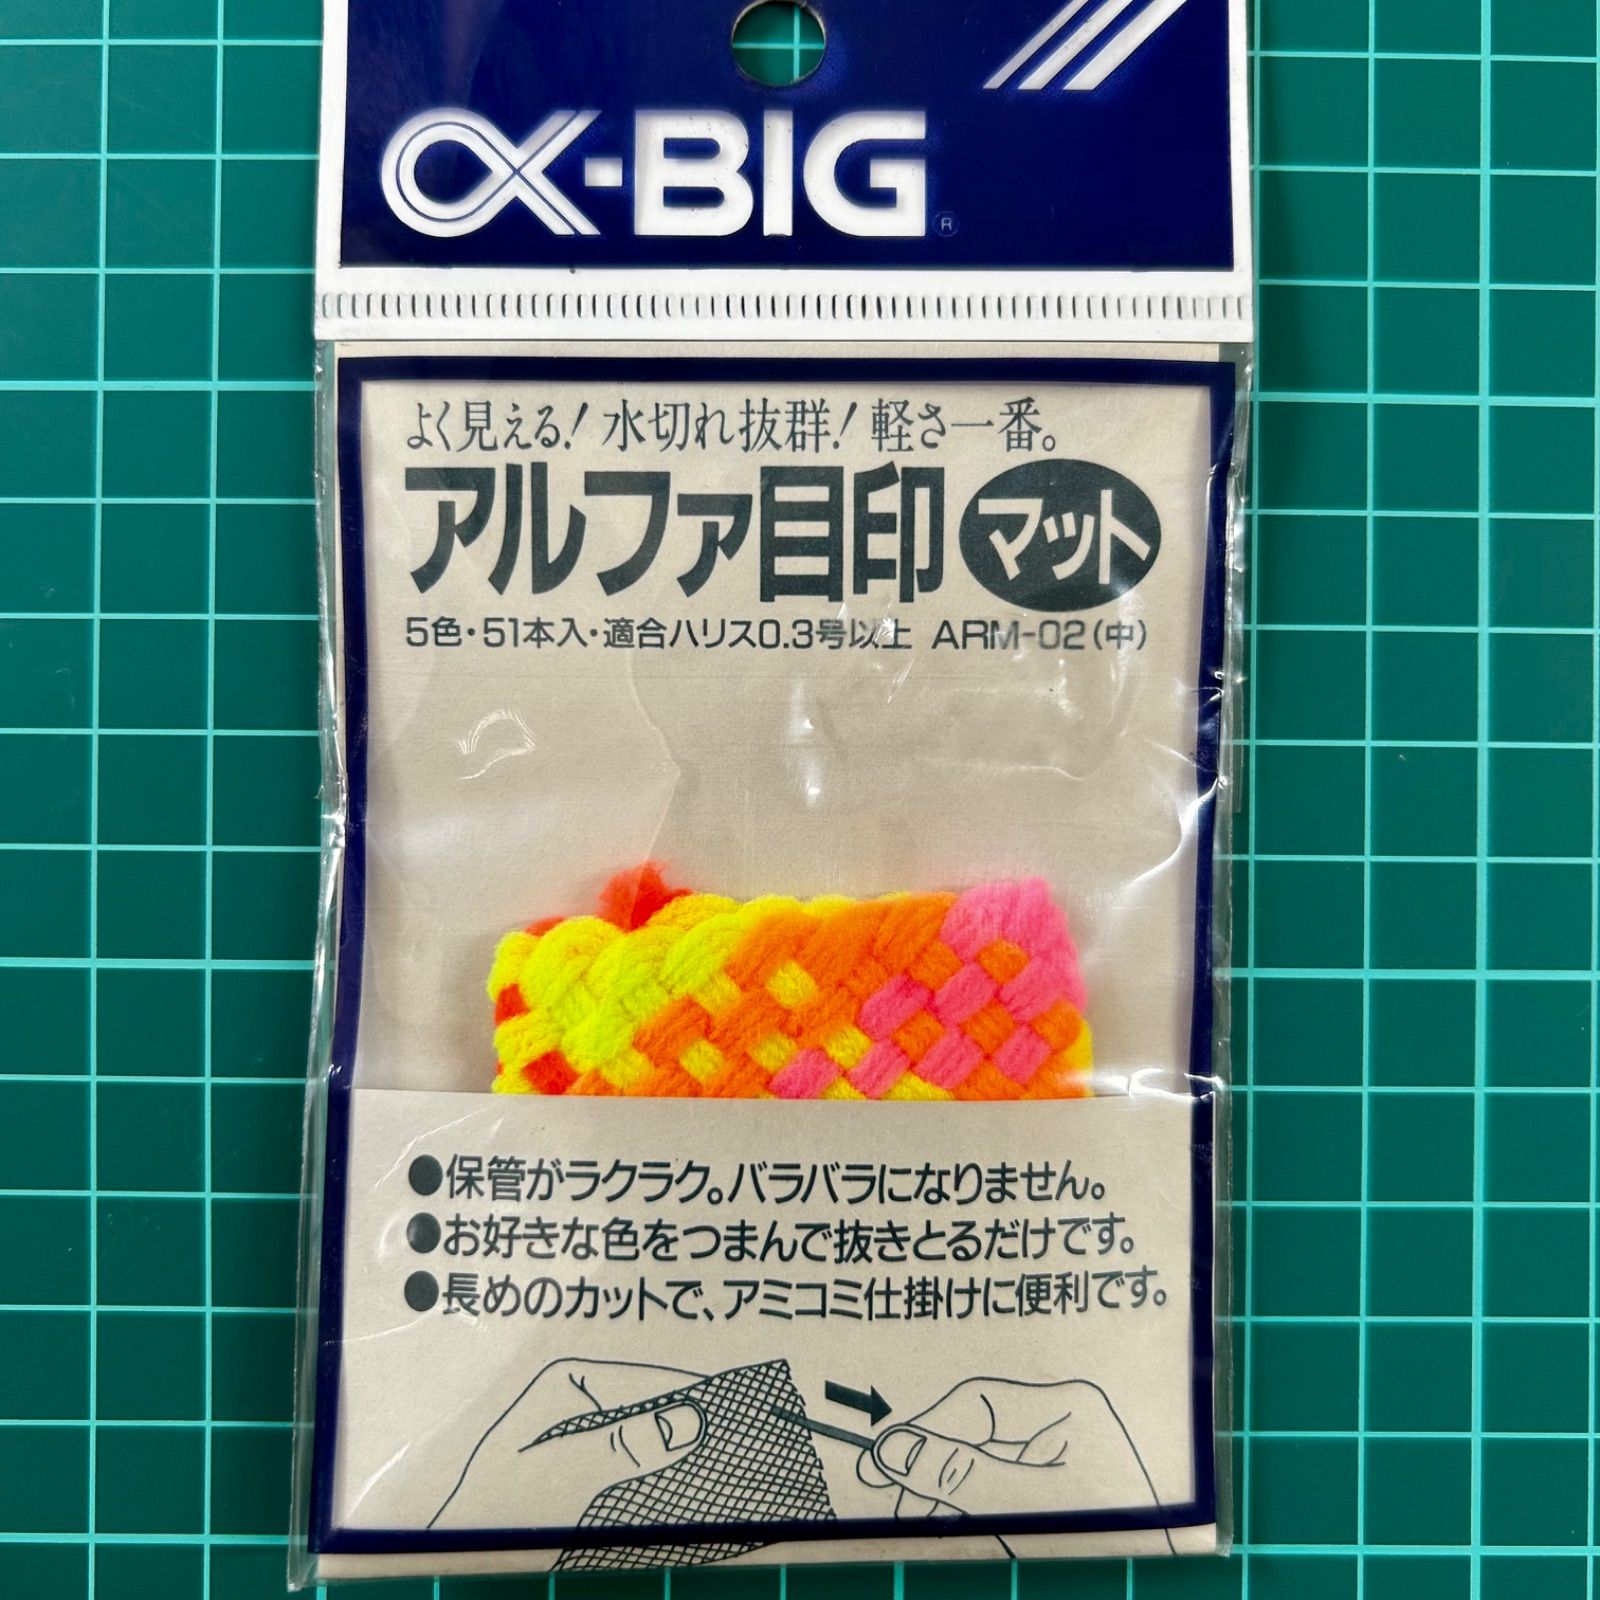 α-BIG®
よく見える!水切れ抜群!軽さ一番。
アルファ目印 マット
5色・51本入・適合ハリス0.3号以上 ARM-02(中)
●保管がラクラク。バラバラになりません。
●お好きな色をつまんで抜きとるだけです。
●長めのカットで、アミコミ仕掛けに便利です。